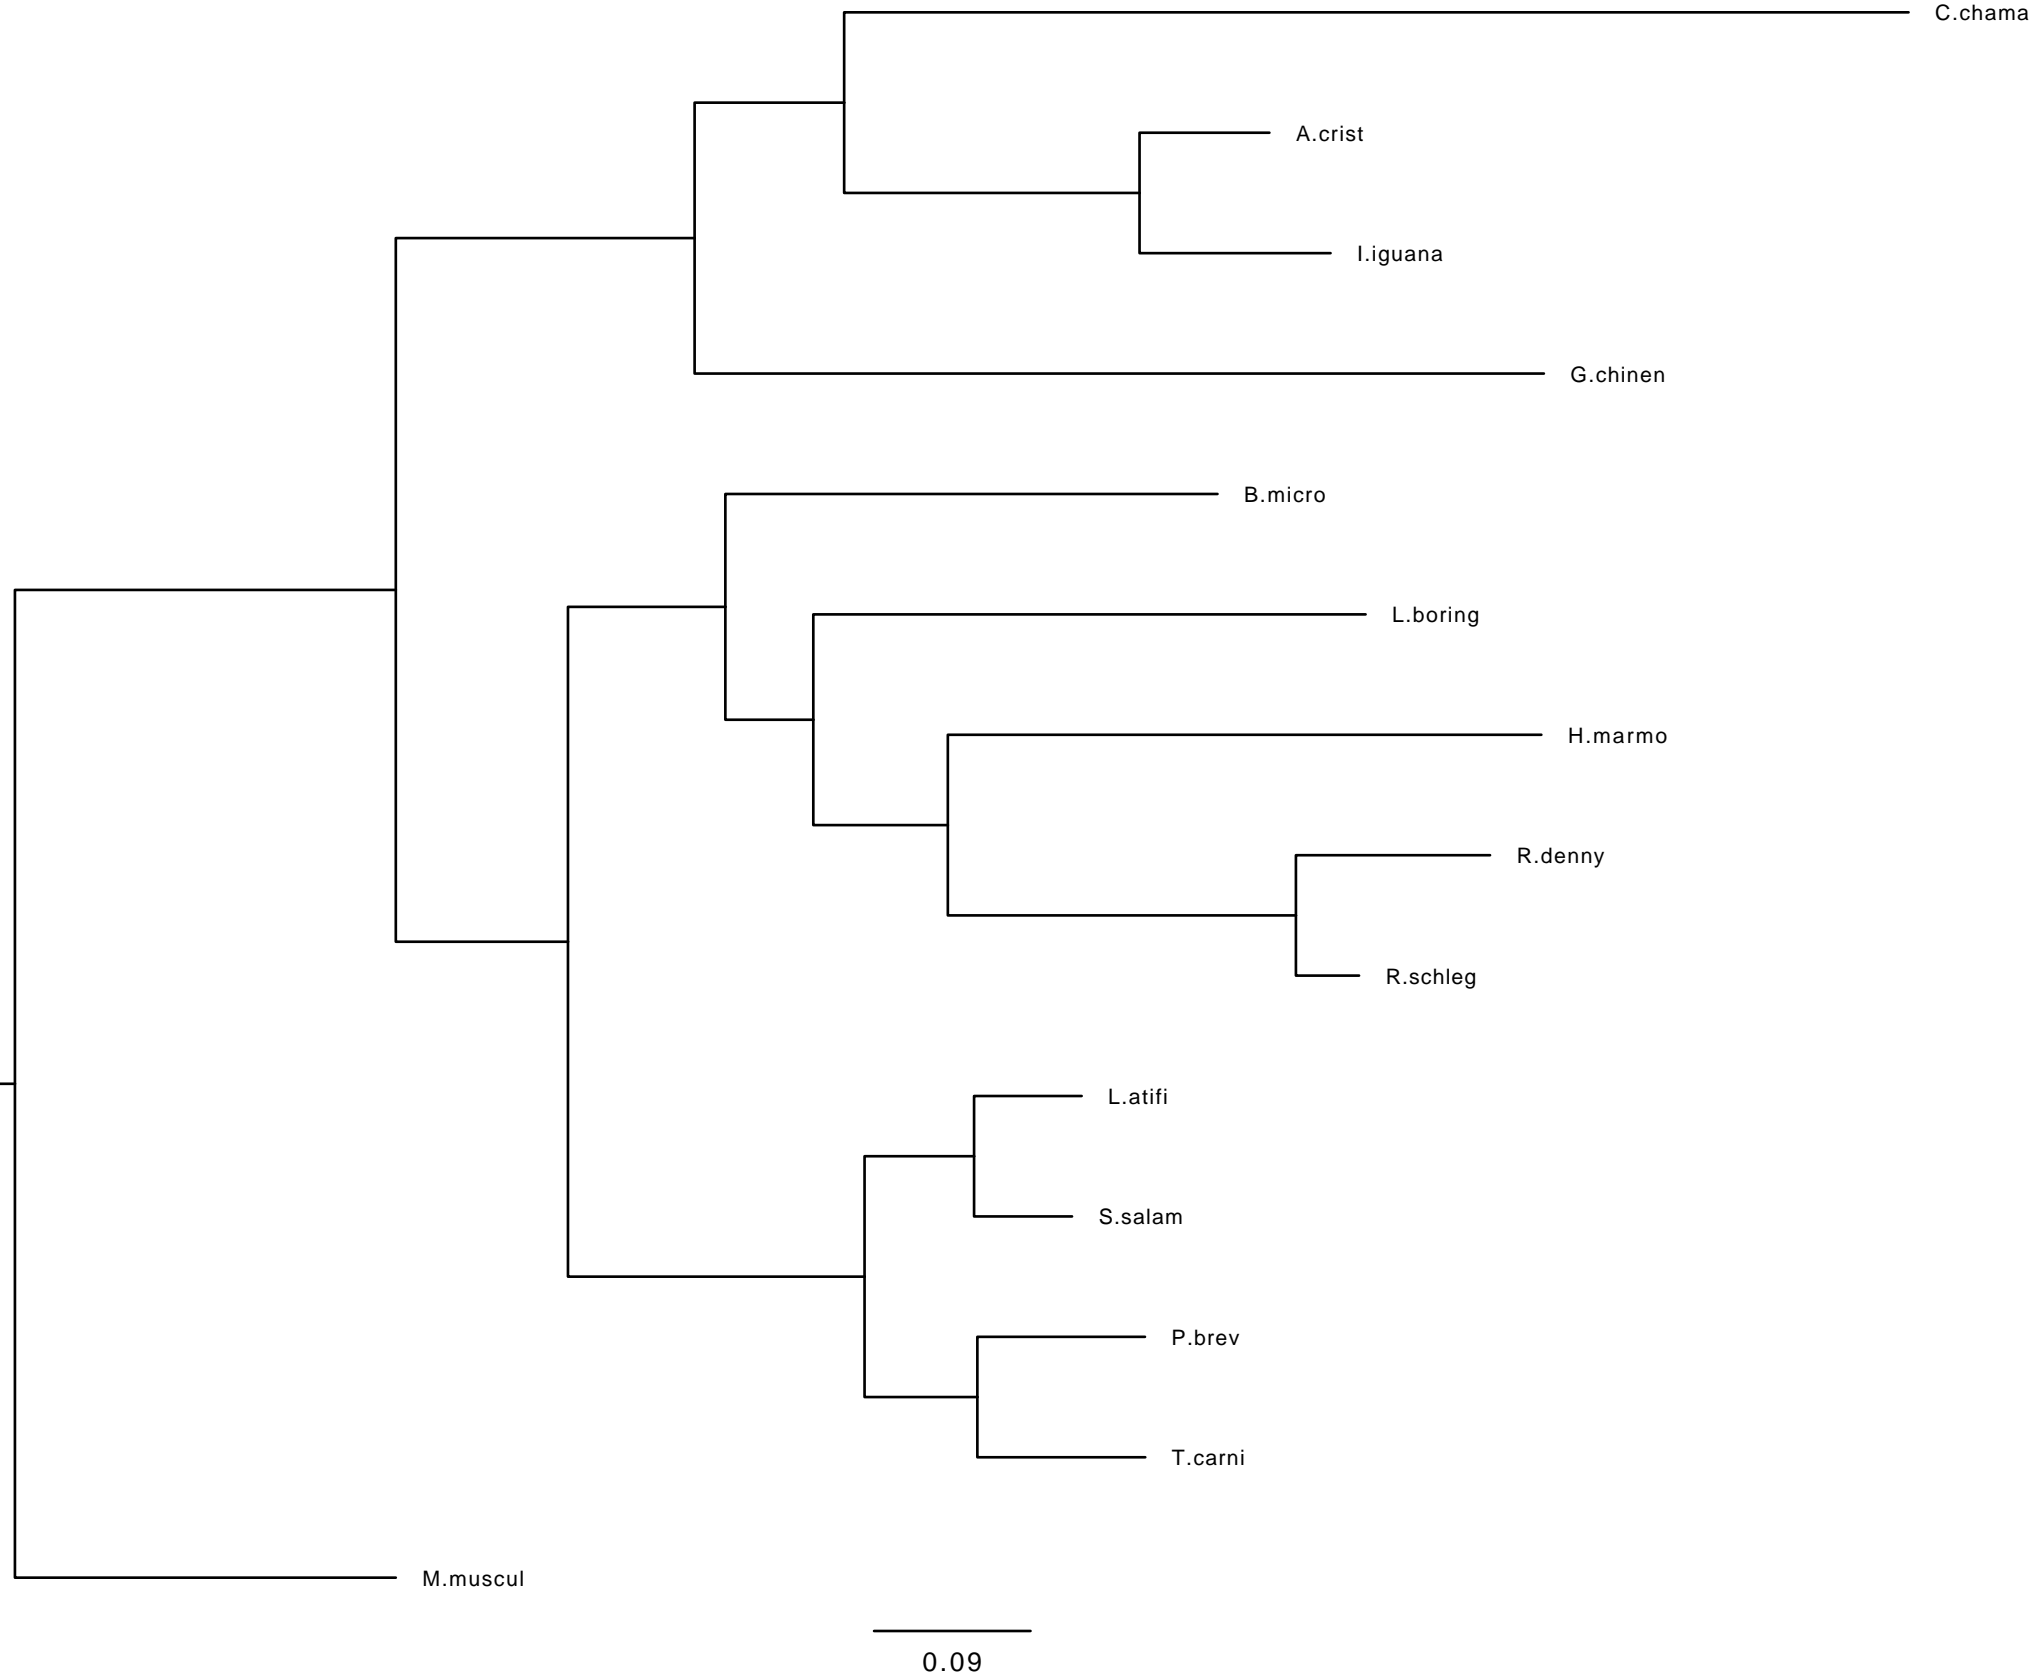 C.chama
A.crist
I.iguana
G.chinen
B.micro
L.boring
H.marmo
R.denny
R.schleg
L.atifi
S.salam
P.brev
T.carni
M.muscul
0.09